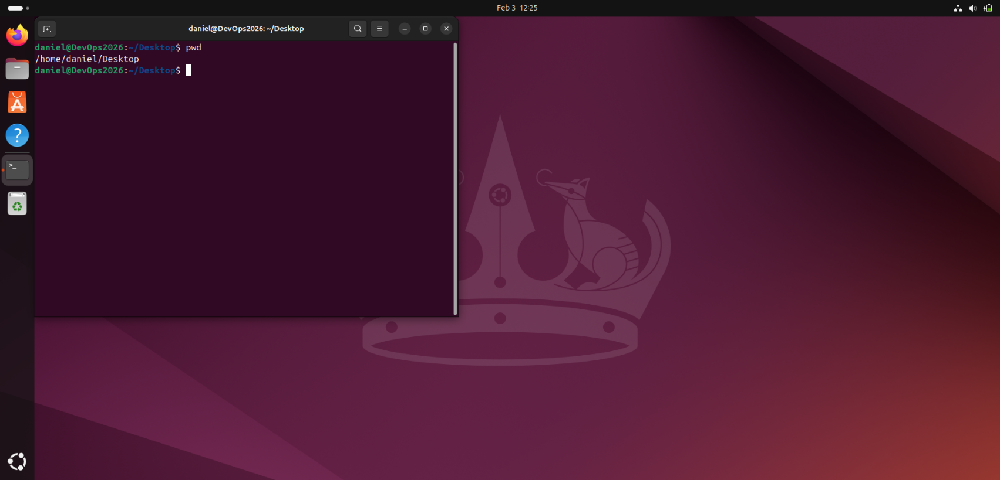 Feb 3 12:25
daniel@DevOps2026: ~/Desktop
daniel@DevOps2026:~/Desktop$ pwd
/home/daniel/Desktop
daniel@DevOps2026:~/Desktop$